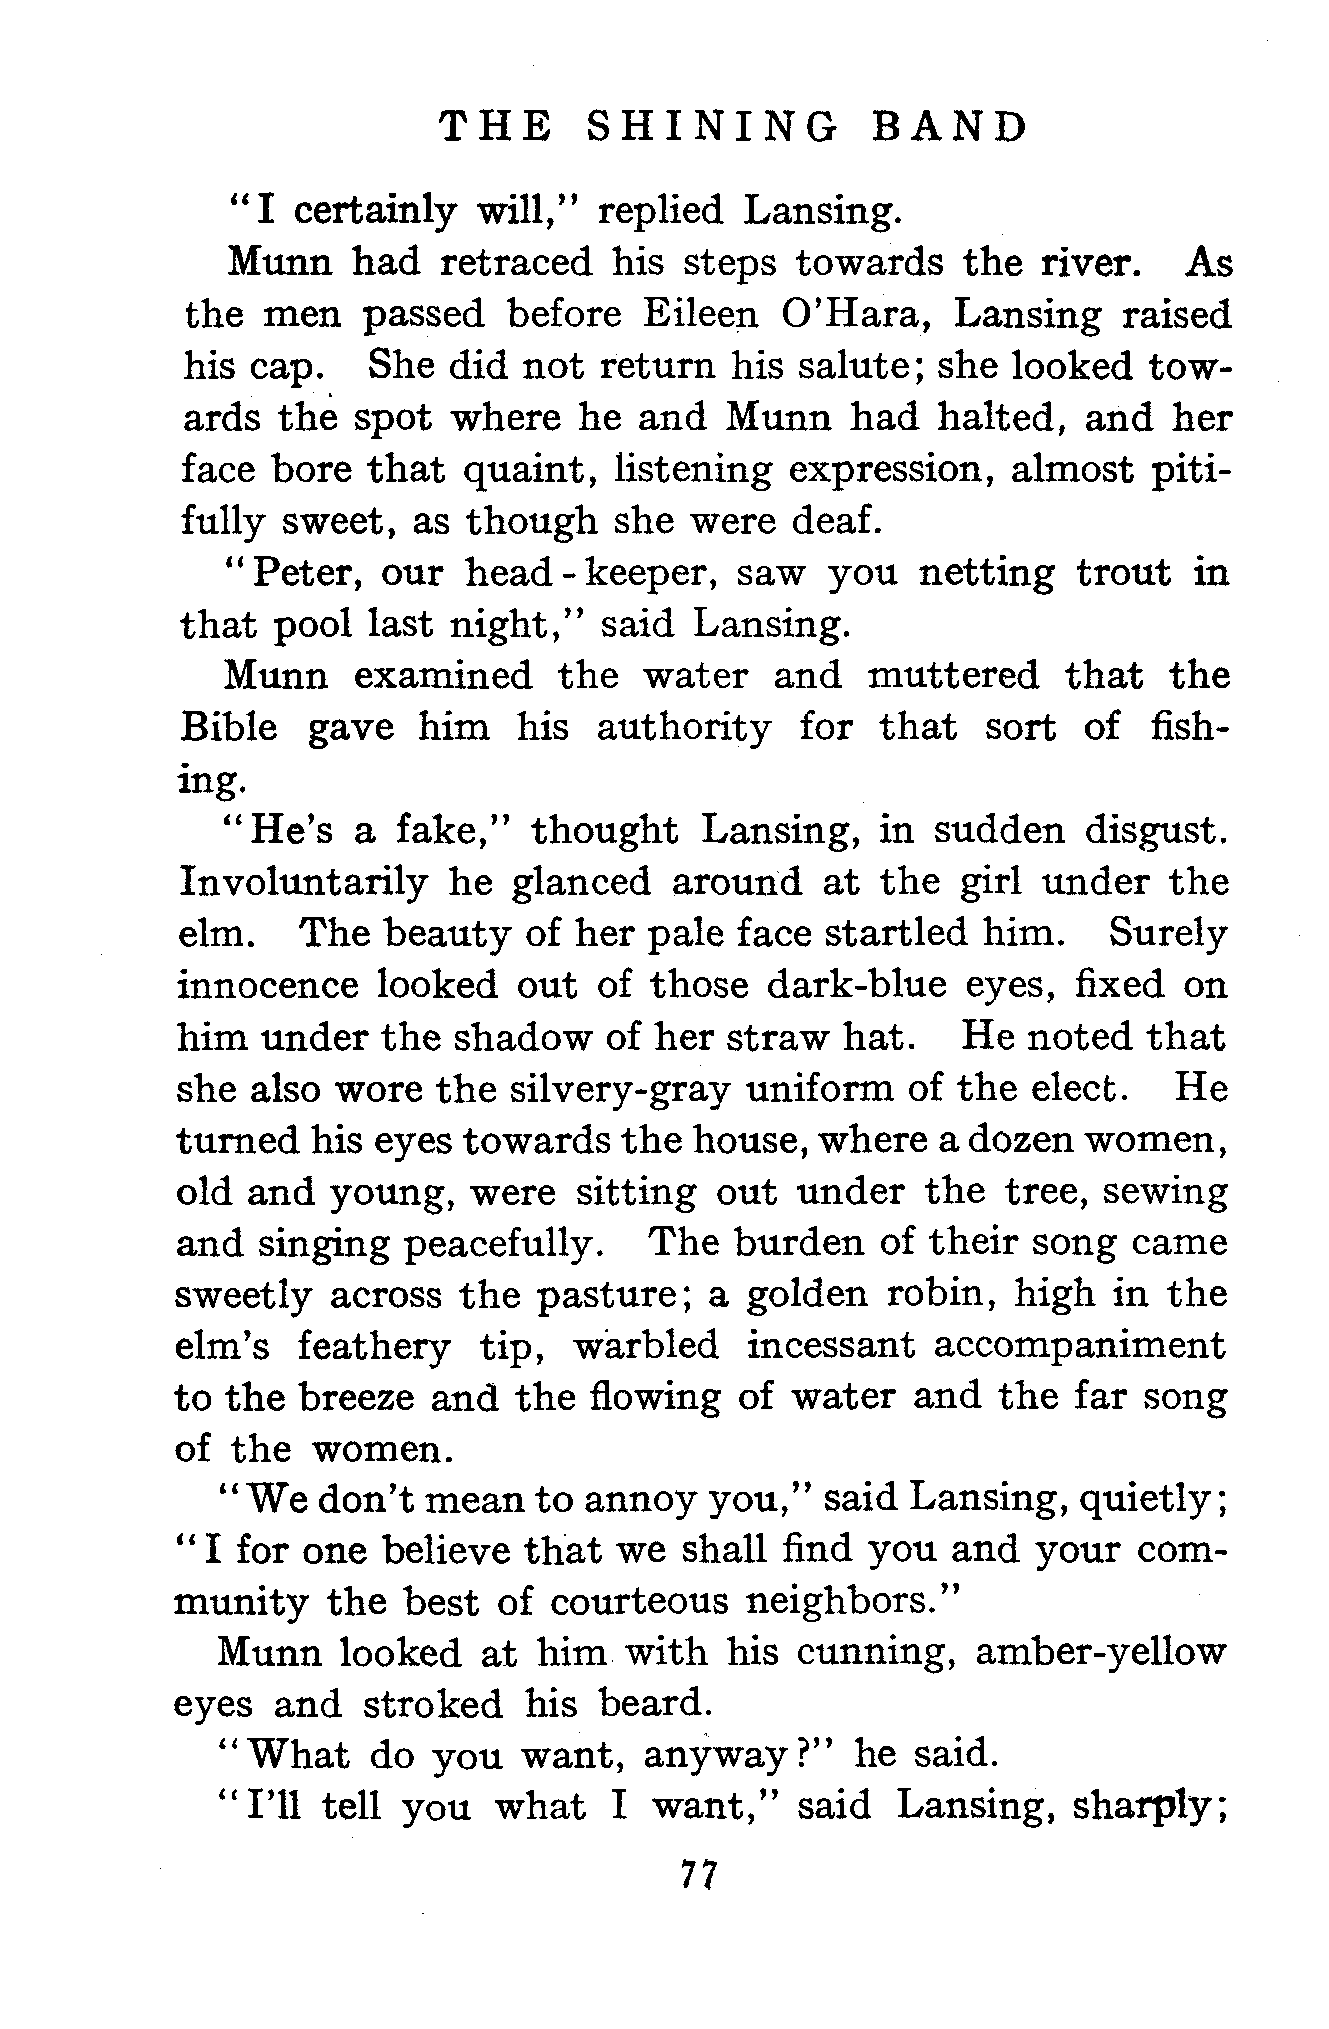 THE SHINING BAND
"I certainly will," replied Lansing.
Munn had retraced his steps towards the river. As
the men passed before Eileen O'Hara, Lansing raised
his cap. She did not return his salute; she looked tow-
ards the spot where he and Munn had halted, and her
face bore that quaint, listening expression, almost piti-
fully sweet, as though she were deaf.
"Peter, our head-keeper, saw you netting trout in
that pool last night," said Lansing.
Munn examined the water and muttered that the
Bible gave him his authority for that sort of fish-
ing.
"He's a fake," thought Lansing, in sudden disgust.
Involuntarily he glanced around at the girl under the
elm. The beauty of her pale face startled him. Surely
innocence looked out of those dark-blue eyes, fixed on
him under the shadow of her straw hat. He noted that
she also wore the silvery-gray uniform of the elect. He
turned his eyes towards the house, where a dozen women,
old and young, were sitting out under the tree, sewing
and singing peacefully. The burden of their song came
sweetly across the pasture; a golden robin, high in the
elm's feathery tip, warbled incessant accompaniment
to the breeze and the flowing of water and the far song
of the women.
"We don't mean to annoy you," said Lansing, quietly;
"I for one believe that we shall find you and your com-
munity the best of courteous neighbors."
Munn looked at him with his cunning, amber-yellow
eyes and stroked his beard.
"What do you want, anyway?" he said.
"I'll tell you what I want," said Lansing, sharply;
77